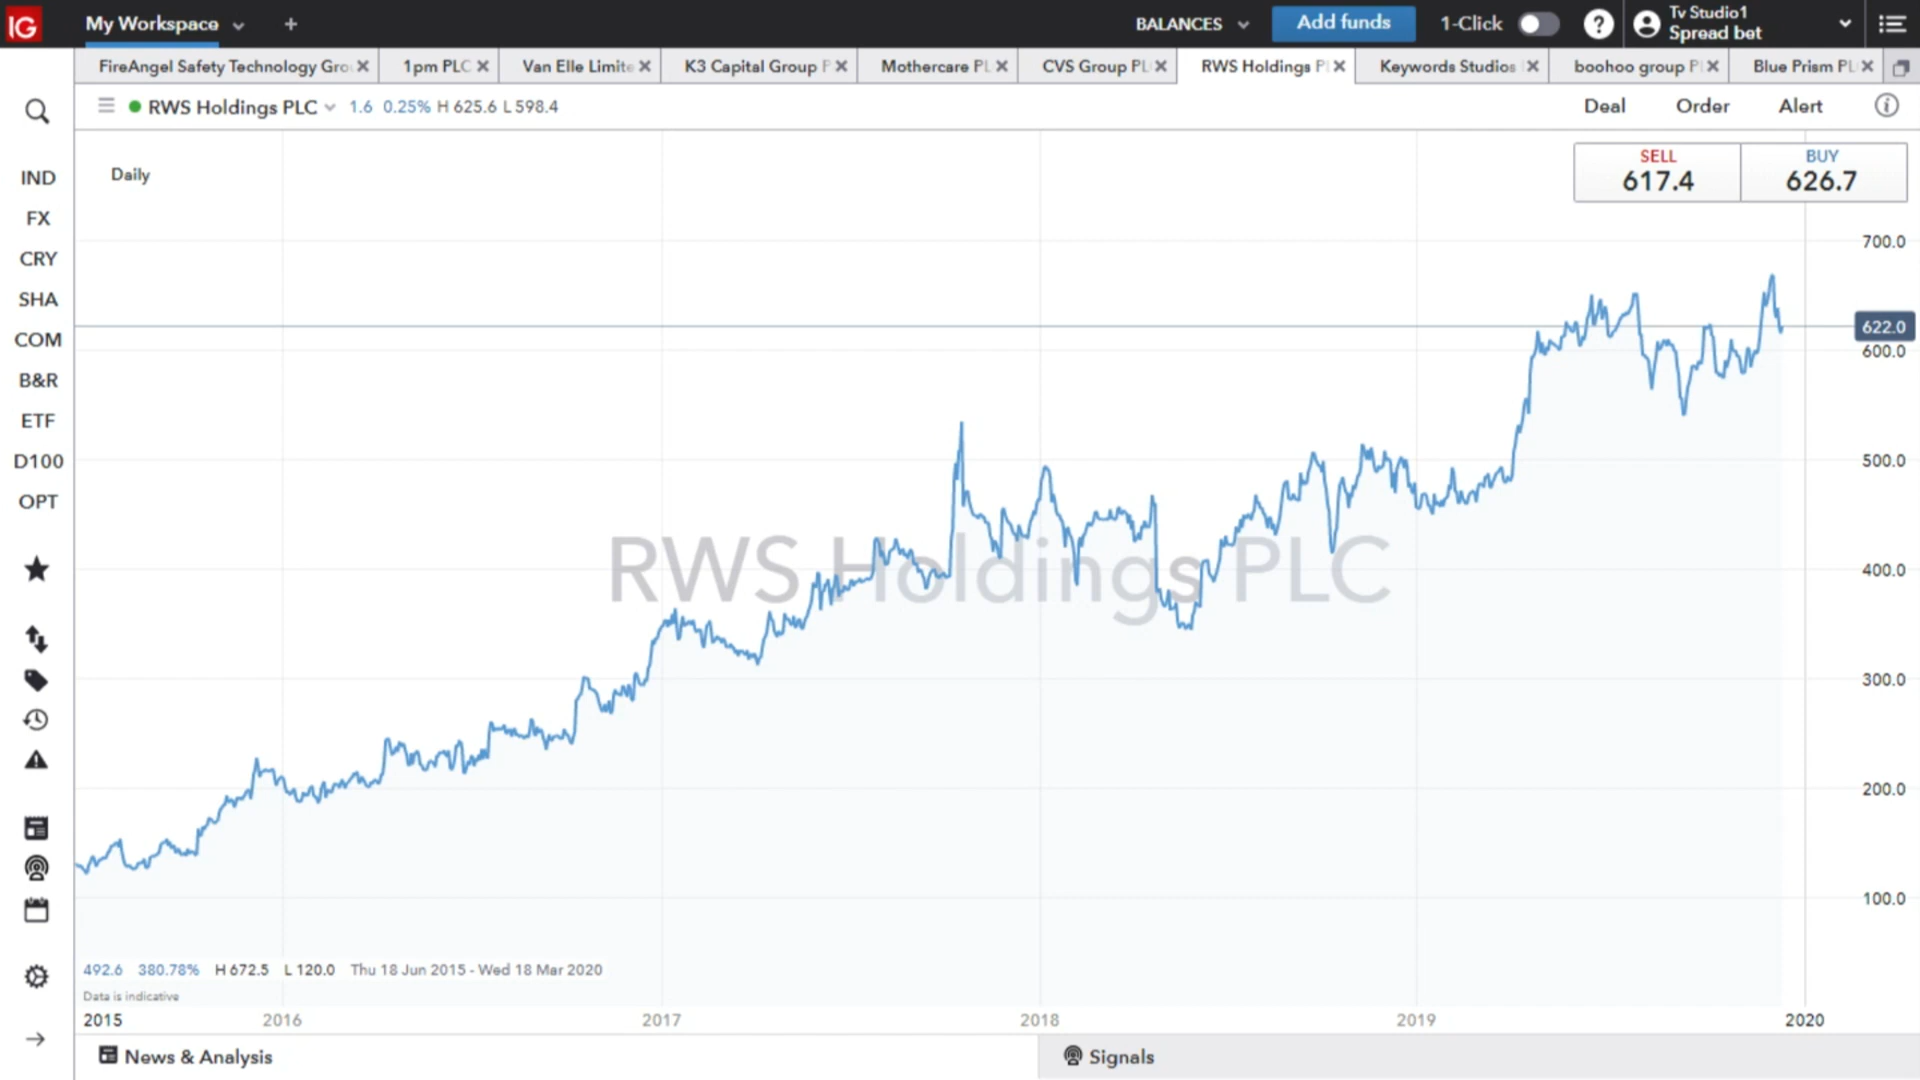 IG
My Workspace
BALANCES
Add funds
1-Click
?
Tv Studio1
Spread bet
FireAngel Safety Technology Gro
1pm PLC
Van Elle Limite
K3 Capital Group P
Mothercare PL
CVS Group PL
RWS Holdings Pl
Keywords Studios
boohoo group Pl
Blue Prism PL
RWS Holdings PLC 1.6 0.25% H 625.6 L 598.4
Deal Order Alert
Daily
SELL
617.4
BUY
626.7
IND
FX
CRY
SHA
COM
B&R
ETF
D100
OPT
700.0
622.0
600.0
500.0
400.0
300.0
200.0
100.0
RWS Holdings PLC
492.6 380.78% H 672.5 L 120.0 Thu 18 Jun 2015 - Wed 18 Mar 2020
Data is indicative
2015 2016 2017 2018 2019 2020
News & Analysis
Signals